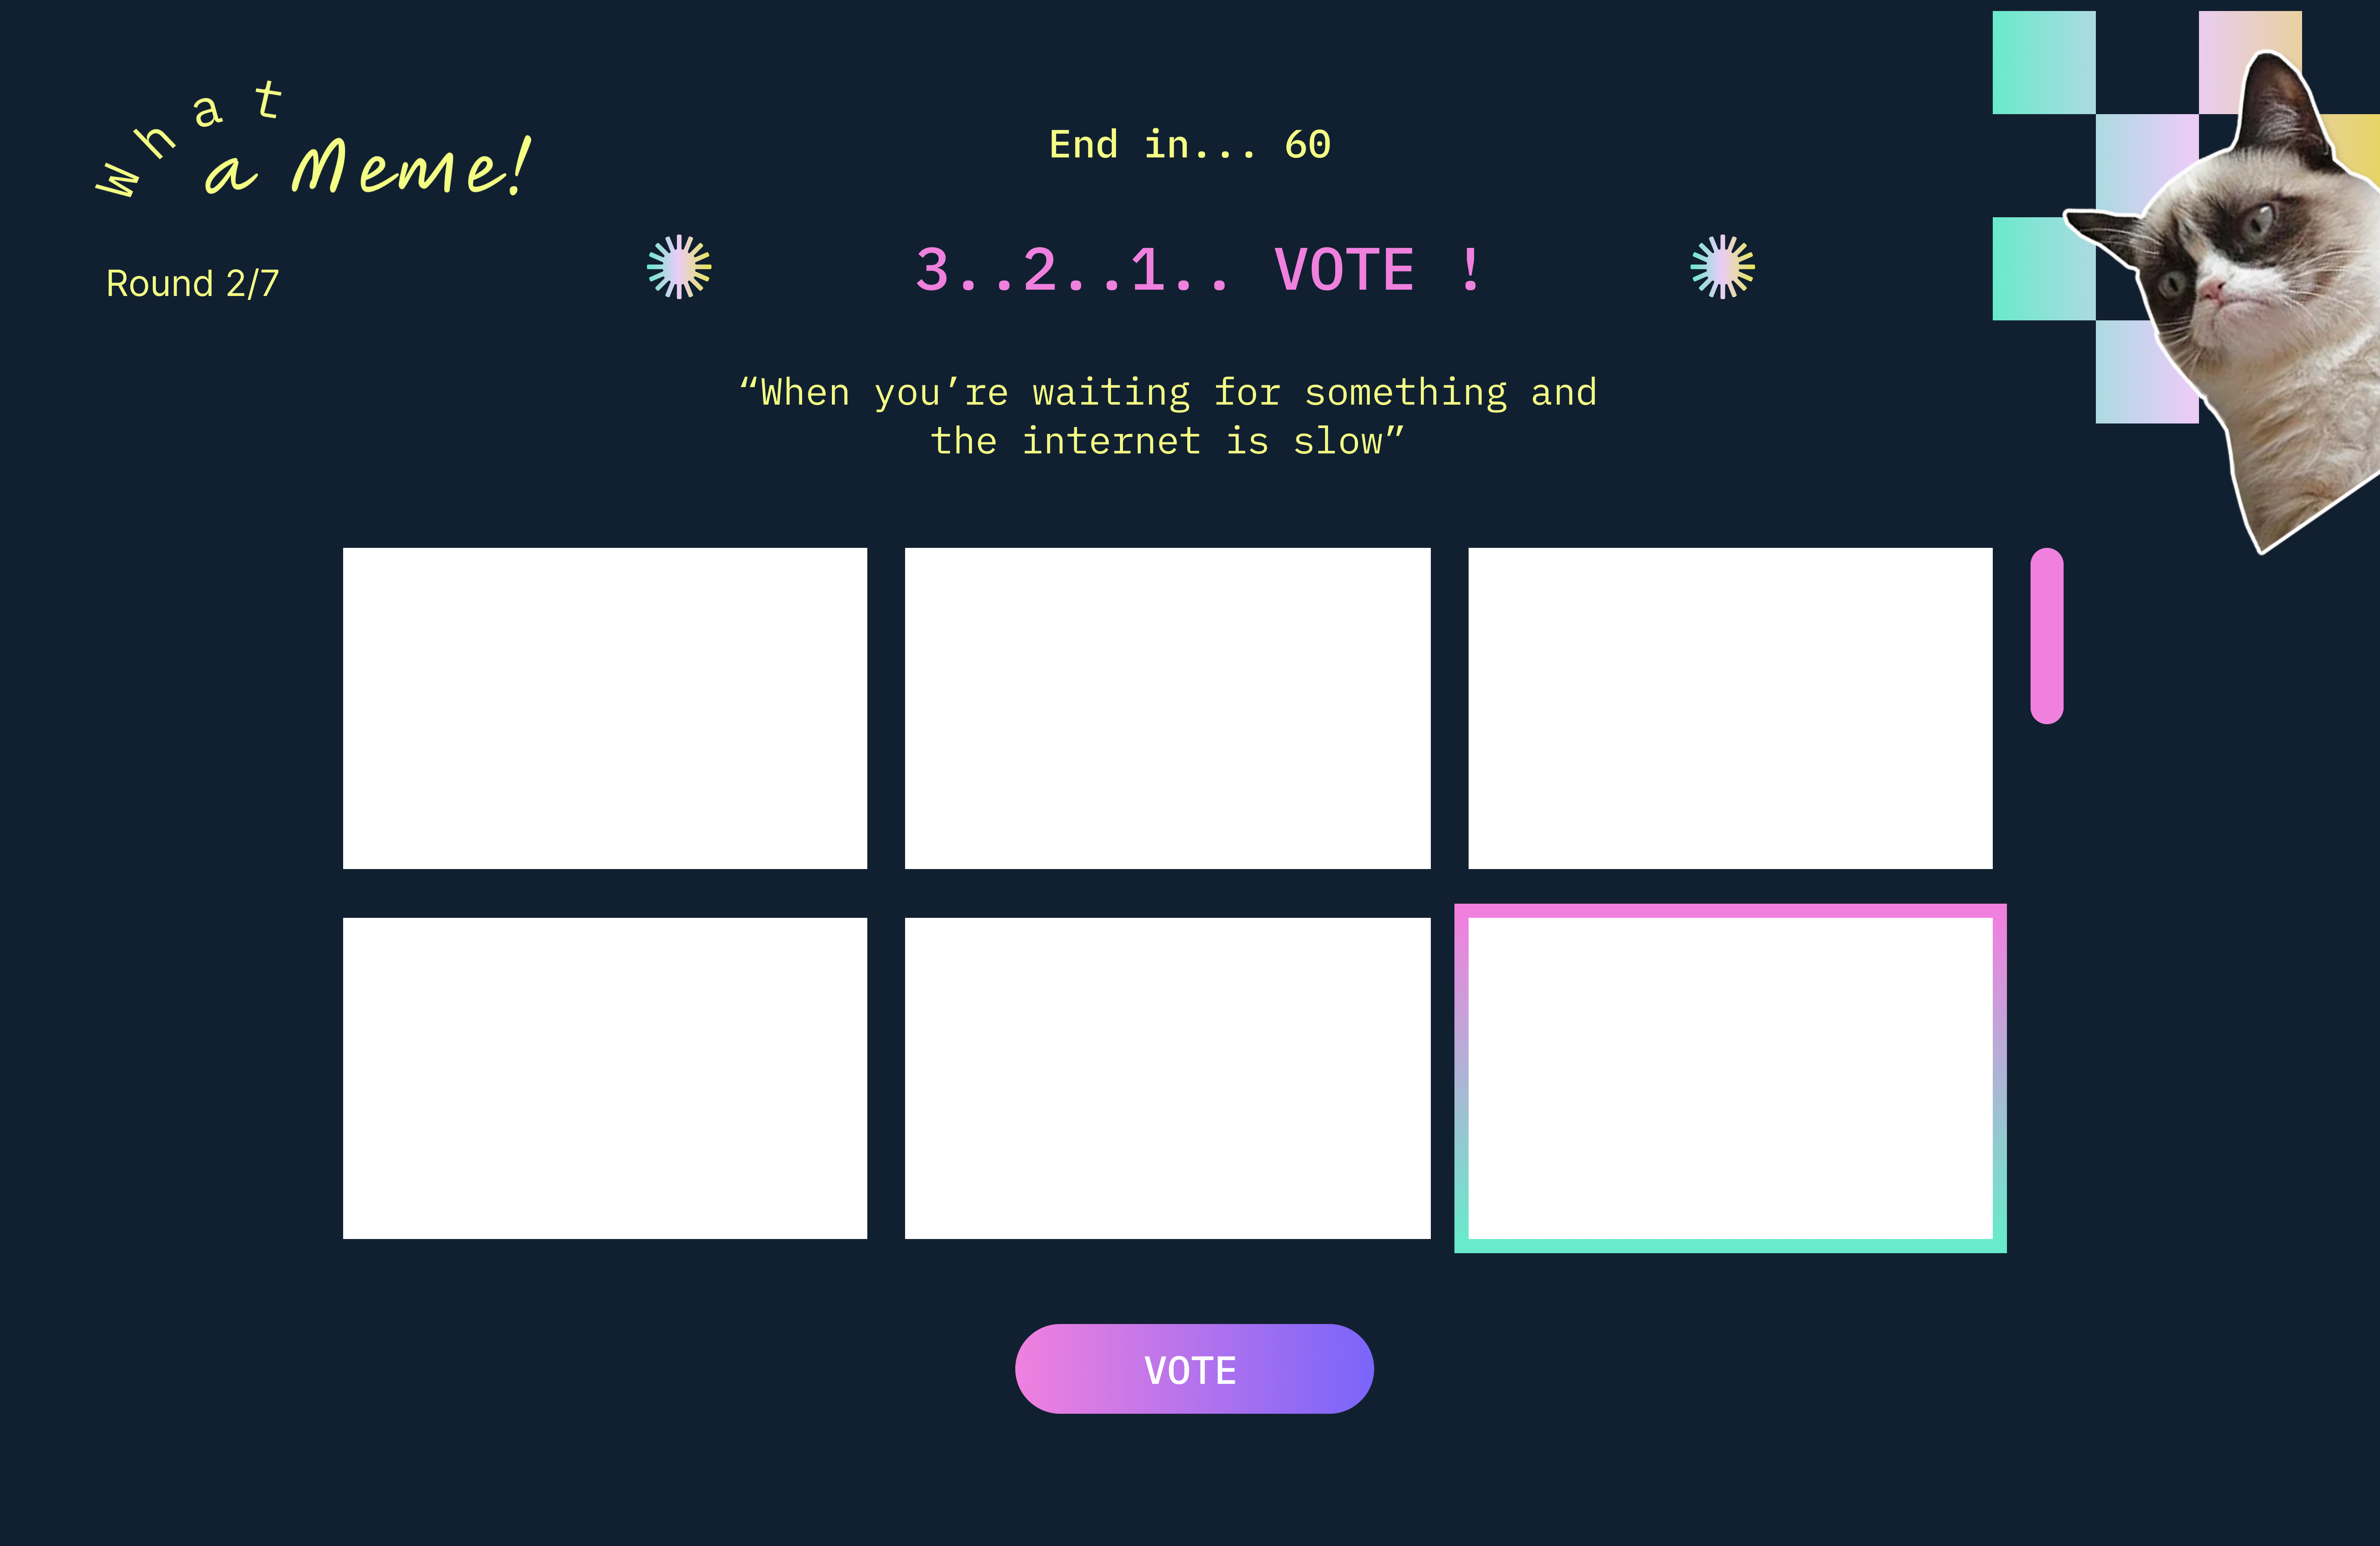 What
a Meme!
End in... 60
Round 2/7
3..2..1.. VOTE !
“When you’re waiting for something and
the internet is slow”
VOTE